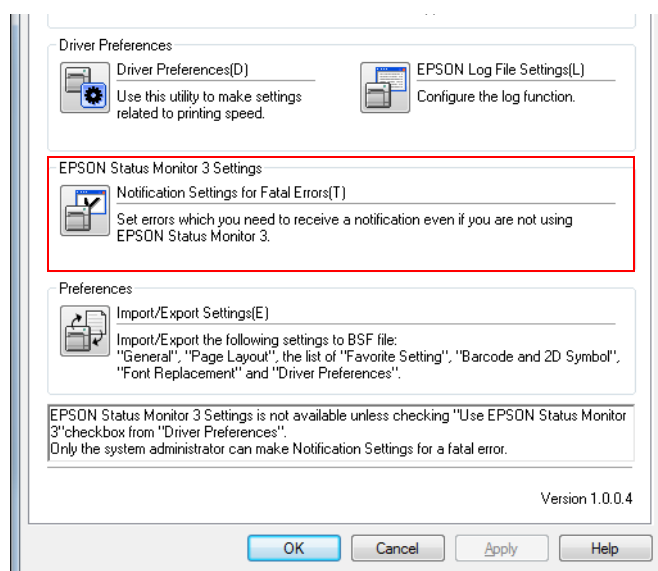 Driver Preferences
Driver Preferences(D)
Use this utility to make settings
related to printing speed.
EPSON Log File Settings(L)
Configure the log function.
EPSON Status Monitor 3 Settings
Notification Settings for Fatal Errors(T)
Set errors which you need to receive a notification even if you are not using
EPSON Status Monitor 3.
Preferences
Import/Export Settings(E)
Import/Export the following settings to BSF file:
"General", "Page Layout", the list of "Favorite Setting", "Barcode and 2D Symbol",
"Font Replacement" and "Driver Preferences".
EPSON Status Monitor 3 Settings is not available unless checking "Use EPSON Status Monitor
3"checkbox from "Driver Preferences".
Only the system administrator can make Notification Settings for a fatal error.
Version 1.0.0.4
OK
Cancel
Apply
Help